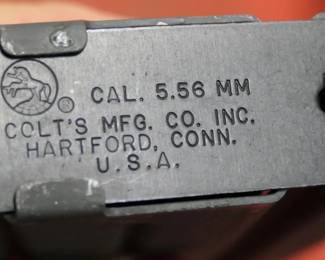 ® CAL. 5.56 MM
COLT'S MFG. CO. INC.
HARTFORD, CONN.
U.S.A.